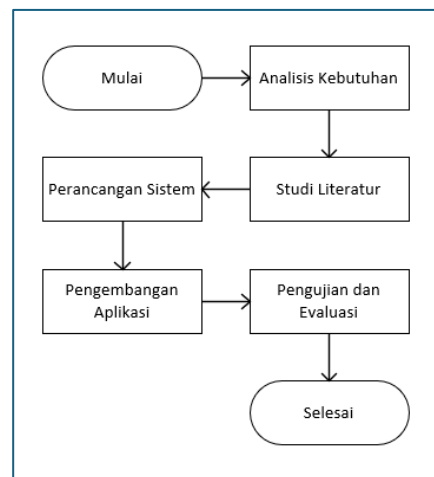 Mulai
Analisis Kebutuhan
Studi Literatur
Perancangan Sistem
Pengembangan
Aplikasi
Pengujian dan
Evaluasi
Selesai